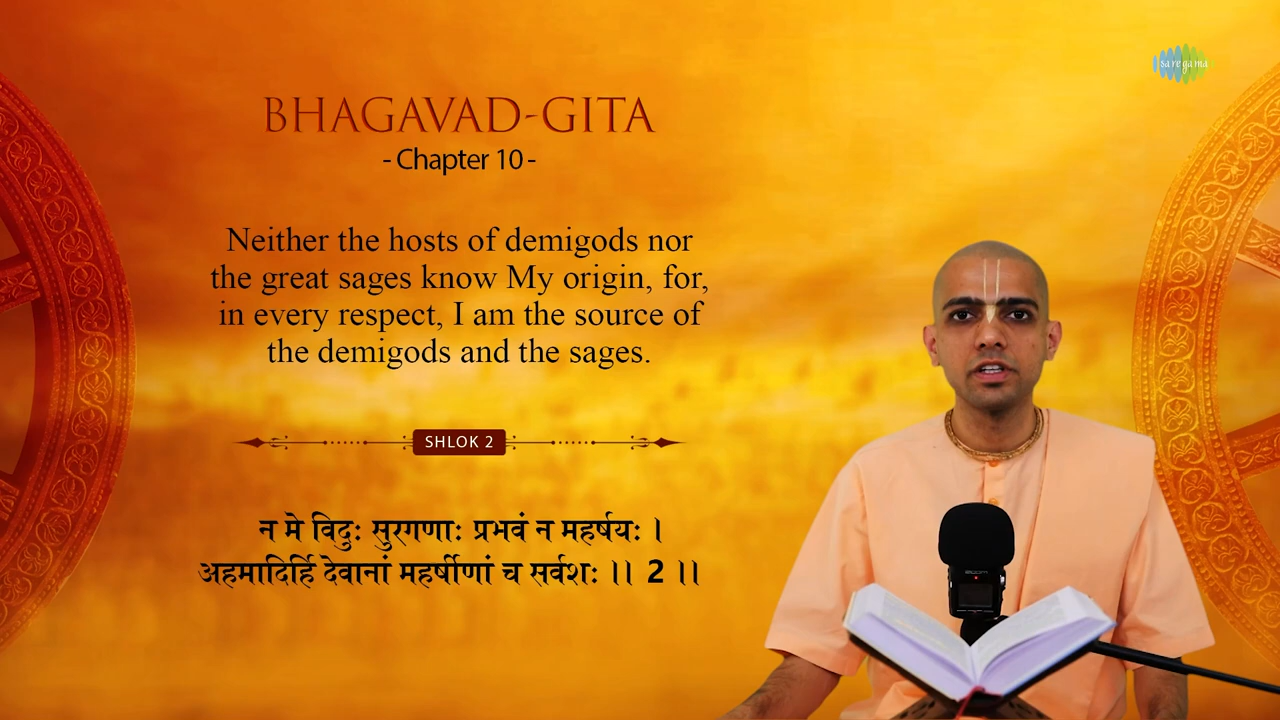 saregama
BHAGAVAD-GITA
- Chapter 10 -
Neither the hosts of demigods nor
the great sages know My origin, for,
in every respect, I am the source of
the demigods and the sages.
SHLOK 2
न मे विदुः सुरगणाः प्रभवं न महर्षयः ।
अहमादिर्हि देवानां महर्षीणां च सर्वशः ।। 2 ।।
zoom